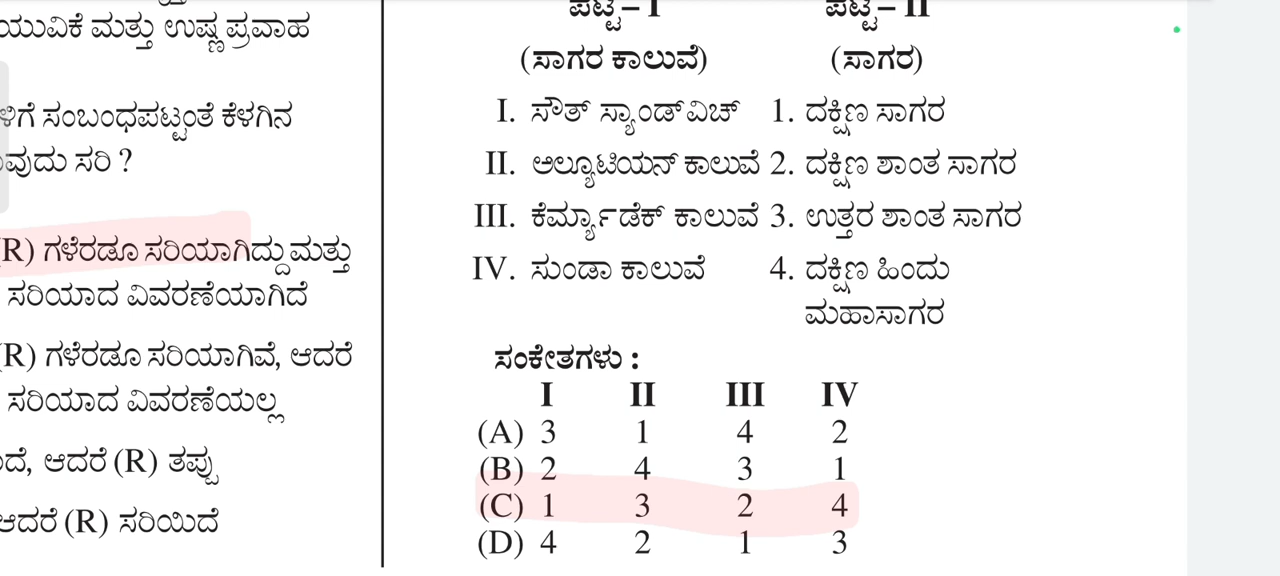 ಯುವಿಕೆ ಮತ್ತು ಉಷ್ಣ ಪ್ರವಾಹ
ಳಿಗೆ ಸಂಬಂಧಪಟ್ಟಂತೆ ಕೆಳಗಿನ
ವುದು ಸರಿ ?
(R) ಗಳೆರಡೂ ಸರಿಯಾಗಿದ್ದು ಮತ್ತು
ಸರಿಯಾದ ವಿವರಣೆಯಾಗಿದೆ
(R) ಗಳೆರಡೂ ಸರಿಯಾಗಿವೆ, ಆದರೆ
ಸರಿಯಾದ ವಿವರಣೆಯಲ್ಲ
ದೆ, ಆದರೆ (R) ತಪ್ಪು
ಆದರೆ (R) ಸರಿಯಿದೆ
ಪಟ್ಟಿ – I ಪಟ್ಟಿ – II
(ಸಾಗರ ಕಾಲುವೆ) (ಸಾಗರ)
I. ಸೌತ್ ಸ್ಯಾಂಡ್‌ವಿಚ್ 1. ದಕ್ಷಿಣ ಸಾಗರ
II. ಅಲ್ಯೂಟಿಯನ್ ಕಾಲುವೆ 2. ದಕ್ಷಿಣ ಶಾಂತ ಸಾಗರ
III. ಕೆರ್ಮ್ಯಾಡೆಕ್ ಕಾಲುವೆ 3. ಉತ್ತರ ಶಾಂತ ಸಾಗರ
IV. ಸುಂಡಾ ಕಾಲುವೆ 4. ದಕ್ಷಿಣ ಹಿಂದು
ಮಹಾಸಾಗರ
ಸಂಕೇತಗಳು :
I II III IV
(A) 3 1 4 2
(B) 2 4 3 1
(C) 1 3 2 4
(D) 4 2 1 3